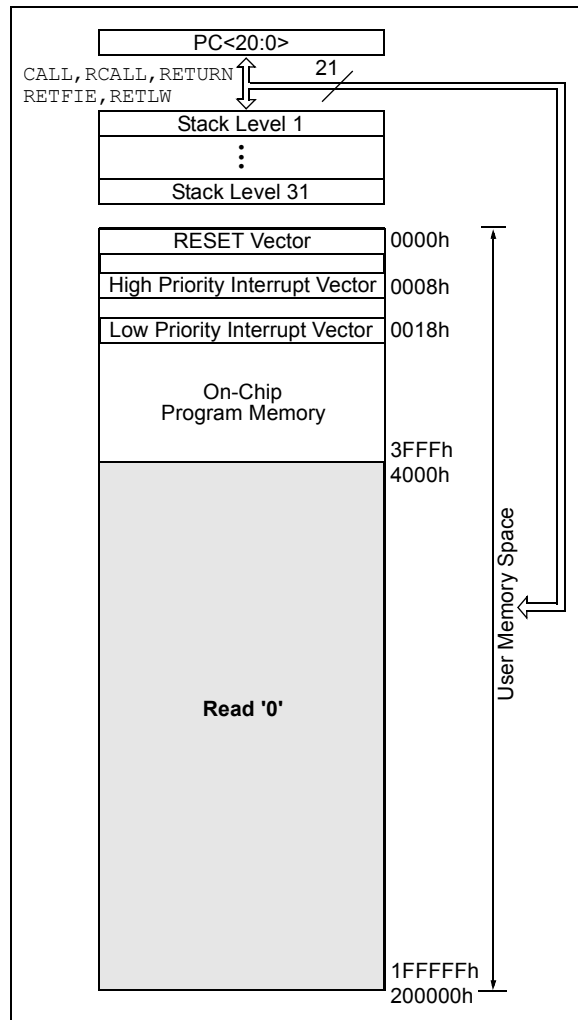 PC<20:0>
CALL,RCALL,RETURN
RETFIE,RETLW
21
Stack Level 1
Stack Level 31
RESET Vector
0000h
High Priority Interrupt Vector
0008h
Low Priority Interrupt Vector
0018h
On-Chip
Program Memory
3FFFh
4000h
User Memory Space
Read '0'
1FFFFFh
200000h